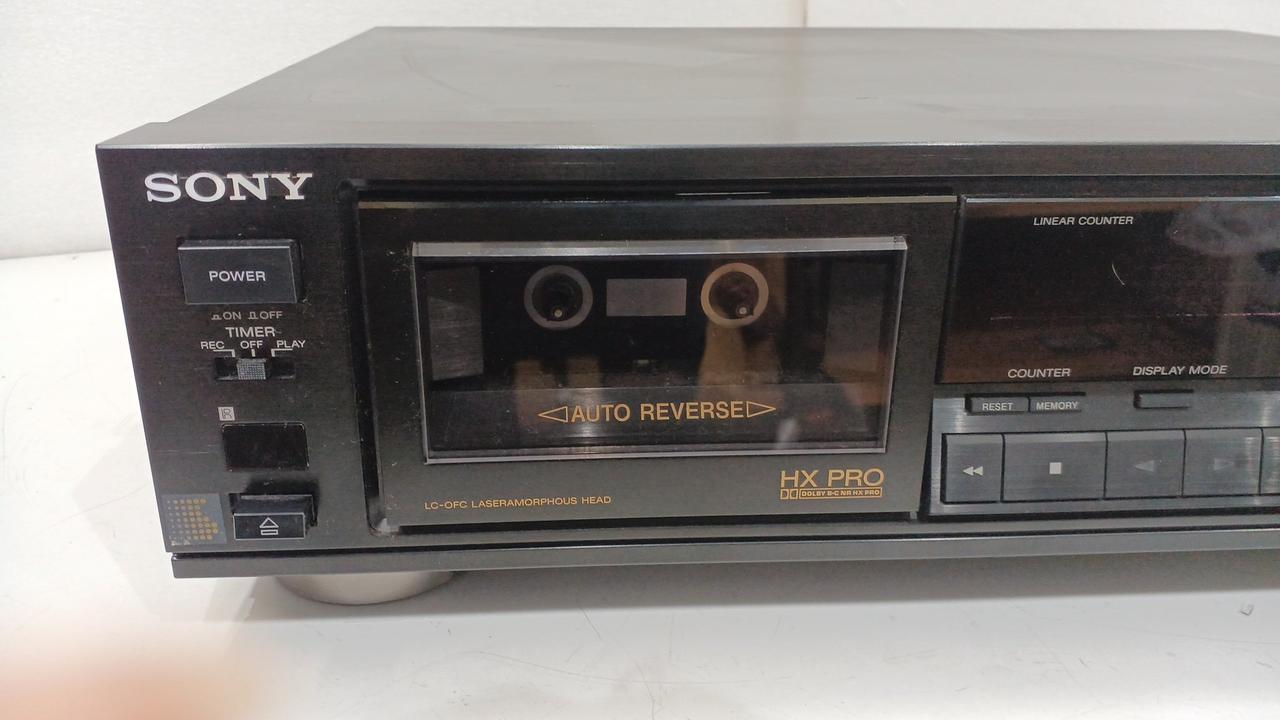 SONY
POWER
ON OFF
TIMER
REC OFF PLAY
IR
AUTO REVERSE
HX PRO
DOLBY B-C NR HX PRO
LC-OFC LASERAMORPHOUS HEAD
LINEAR COUNTER
COUNTER
DISPLAY MODE
RESET
MEMORY